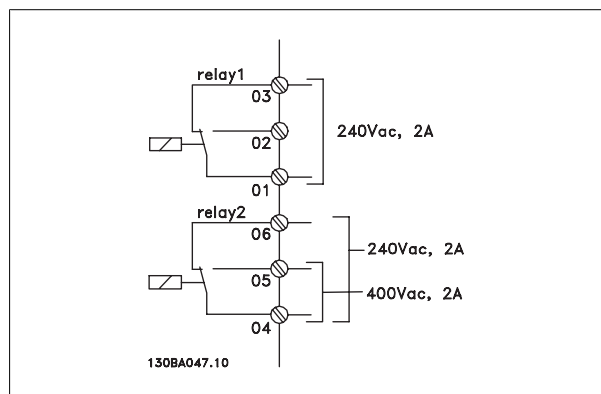 relay1
03
02
240Vac, 2A
01
relay2
06
240Vac, 2A
05
400Vac, 2A
04
130BA047.10